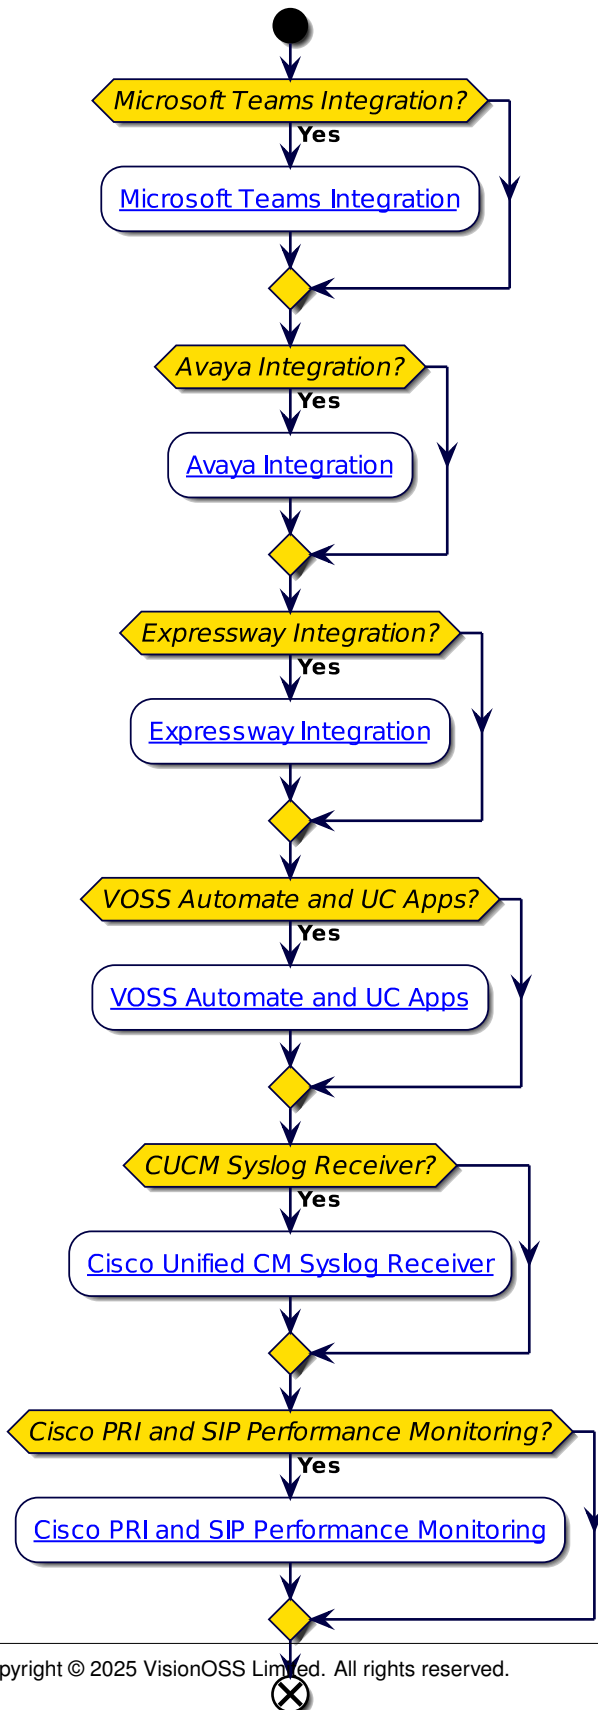 Microsoft Teams Integration?
Yes
Microsoft Teams Integration
Avaya Integration?
Yes
Avaya Integration
Expressway Integration?
Yes
Expressway Integration
VOSS Automate and UC Apps?
Yes
VOSS Automate and UC Apps
CUCM Syslog Receiver?
Yes
Cisco Unified CM Syslog Receiver
Cisco PRI and SIP Performance Monitoring?
Yes
Cisco PRI and SIP Performance Monitoring
pyright © 2025 VisionOSS Limited. All rights reserved.